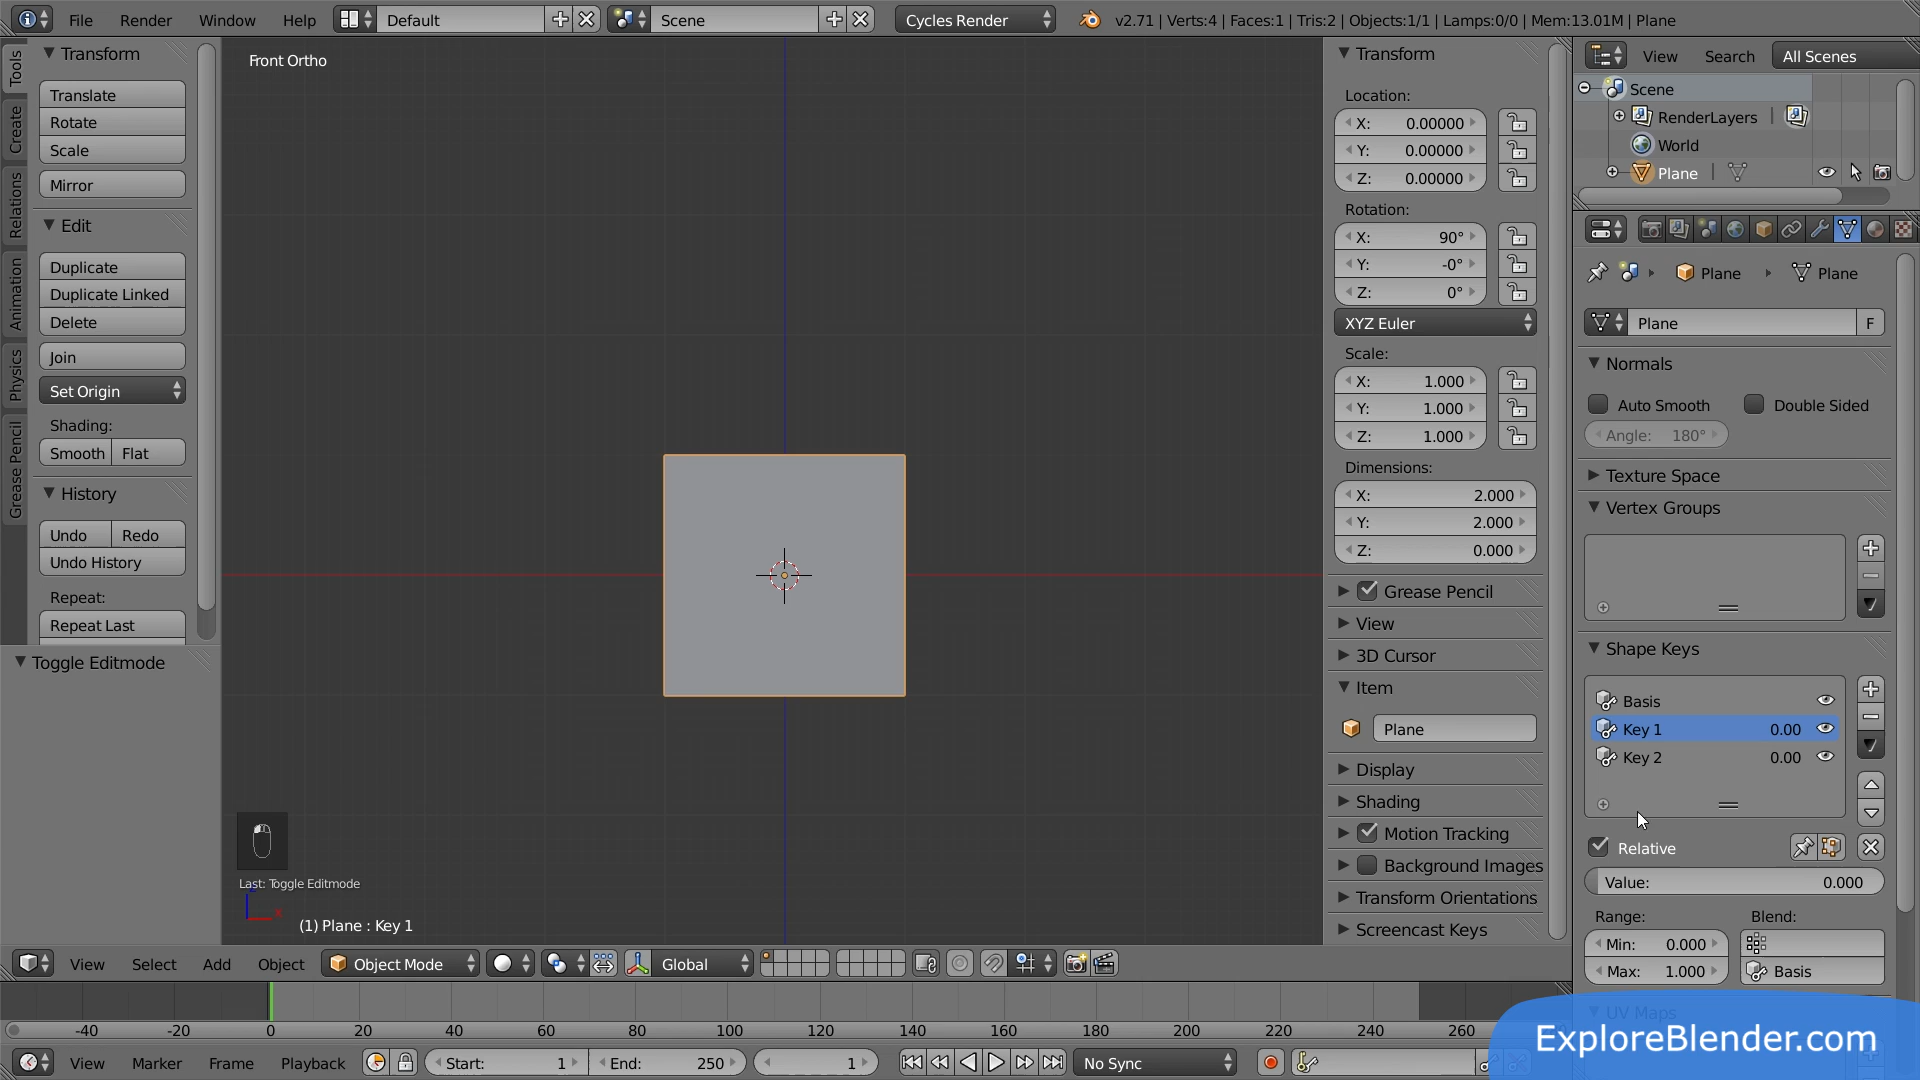 File Render Window Help Default Scene Cycles Render v2.71 | Verts:4 | Faces:1 | Tris:2 | Objects:1/1 | Lamps:0/0 | Mem:13.01M | Plane
Tools
Create
Relations
Animation
Physics
Grease Pencil
Transform
Translate
Rotate
Scale
Mirror
Edit
Duplicate
Duplicate Linked
Delete
Join
Set Origin
Shading:
Smooth Flat
History
Undo Redo
Undo History
Repeat:
Repeat Last
Toggle Editmode
Front Ortho
Last: Toggle Editmode
(1) Plane : Key 1
Transform
Location:
X: 0.00000
Y: 0.00000
Z: 0.00000
Rotation:
X: 90°
Y: -0°
Z: 0°
XYZ Euler
Scale:
X: 1.000
Y: 1.000
Z: 1.000
Dimensions:
X: 2.000
Y: 2.000
Z: 0.000
Grease Pencil
View
3D Cursor
Item
Plane
Display
Shading
Motion Tracking
Background Images
Transform Orientations
Screencast Keys
View Search All Scenes
Scene
RenderLayers
World
Plane
Plane Plane
Plane F
Normals
Auto Smooth Double Sided
Angle: 180°
Texture Space
Vertex Groups
Shape Keys
Basis
Key 1 0.00
Key 2 0.00
Relative
Value: 0.000
Range: Blend:
Min: 0.000
Max: 1.000 Basis
UV Maps
View Select Add Object Object Mode Global
-40 -20 0 20 40 60 80 100 120 140 160 180 200 220 240 260
View Marker Frame Playback Start: 1 End: 250 1 No Sync
ExploreBlender.com